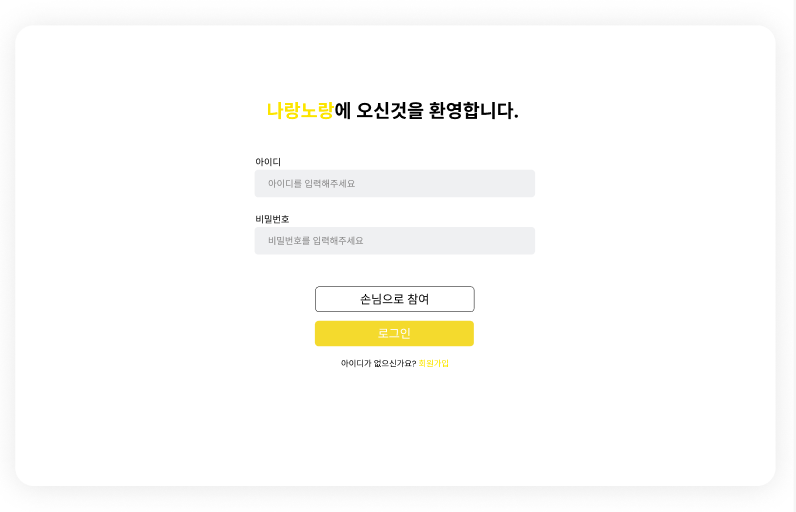 나랑노랑에 오신것을 환영합니다.
아이디
아이디를 입력해주세요
비밀번호
비밀번호를 입력해주세요
손님으로 참여
로그인
아이디가 없으신가요? 회원가입